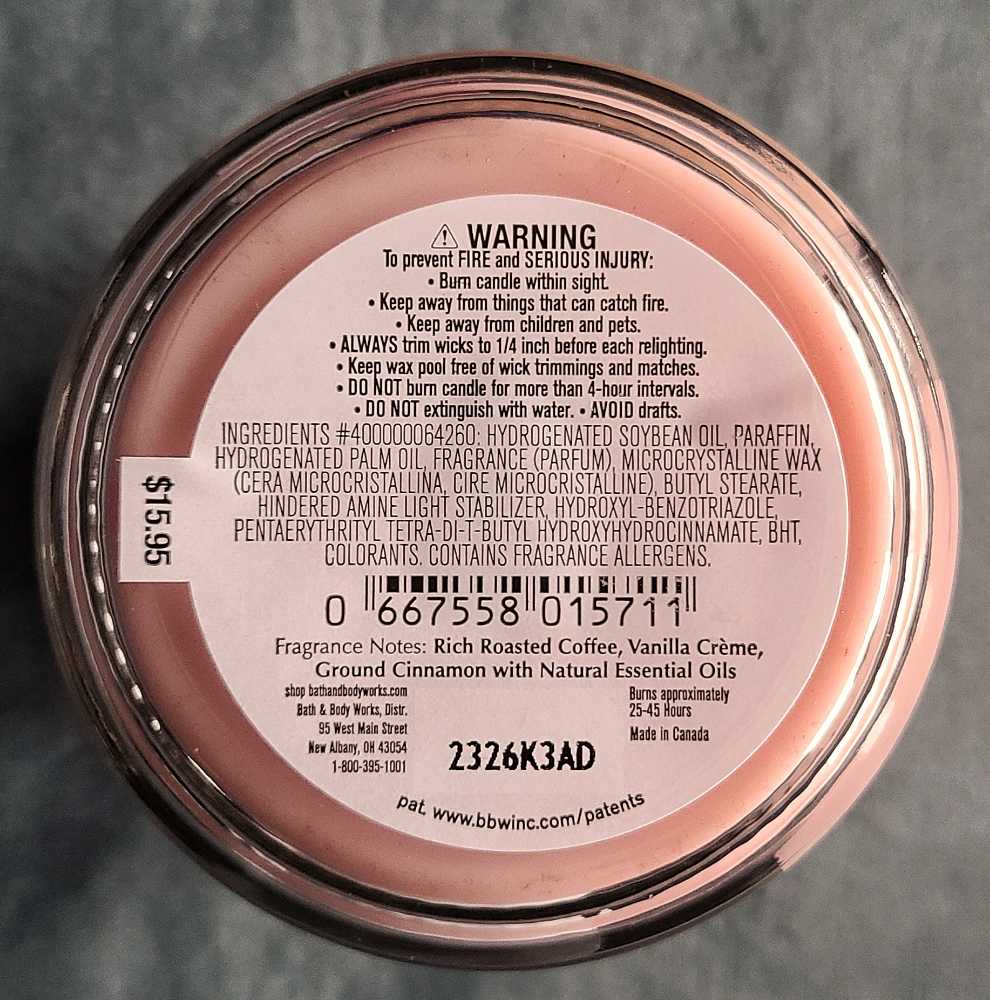 ⚠ WARNING
To prevent FIRE and SERIOUS INJURY:
• Burn candle within sight.
• Keep away from things that can catch fire.
• Keep away from children and pets.
• ALWAYS trim wicks to 1/4 inch before each relighting.
• Keep wax pool free of wick trimmings and matches.
• DO NOT burn candle for more than 4-hour intervals.
• DO NOT extinguish with water. • AVOID drafts.
INGREDIENTS #400000064260: HYDROGENATED SOYBEAN OIL, PARAFFIN,
HYDROGENATED PALM OIL, FRAGRANCE (PARFUM), MICROCRYSTALLINE WAX
(CERA MICROCRISTALLINA, CIRE MICROCRISTALLINE), BUTYL STEARATE,
HINDERED AMINE LIGHT STABILIZER, HYDROXYL-BENZOTRIAZOLE,
PENTAERYTHRITYL TETRA-DI-T-BUTYL HYDROXYHYDROCINNAMATE, BHT,
COLORANTS. CONTAINS FRAGRANCE ALLERGENS.
$15.95
0 667558 015711
Fragrance Notes: Rich Roasted Coffee, Vanilla Crème,
Ground Cinnamon with Natural Essential Oils
shop bathandbodyworks.com
Bath & Body Works, Distr.
95 West Main Street
New Albany, OH 43054
1-800-395-1001
Burns approximately
25-45 Hours
Made in Canada
2326K3AD
pat. www.bbwinc.com/patents